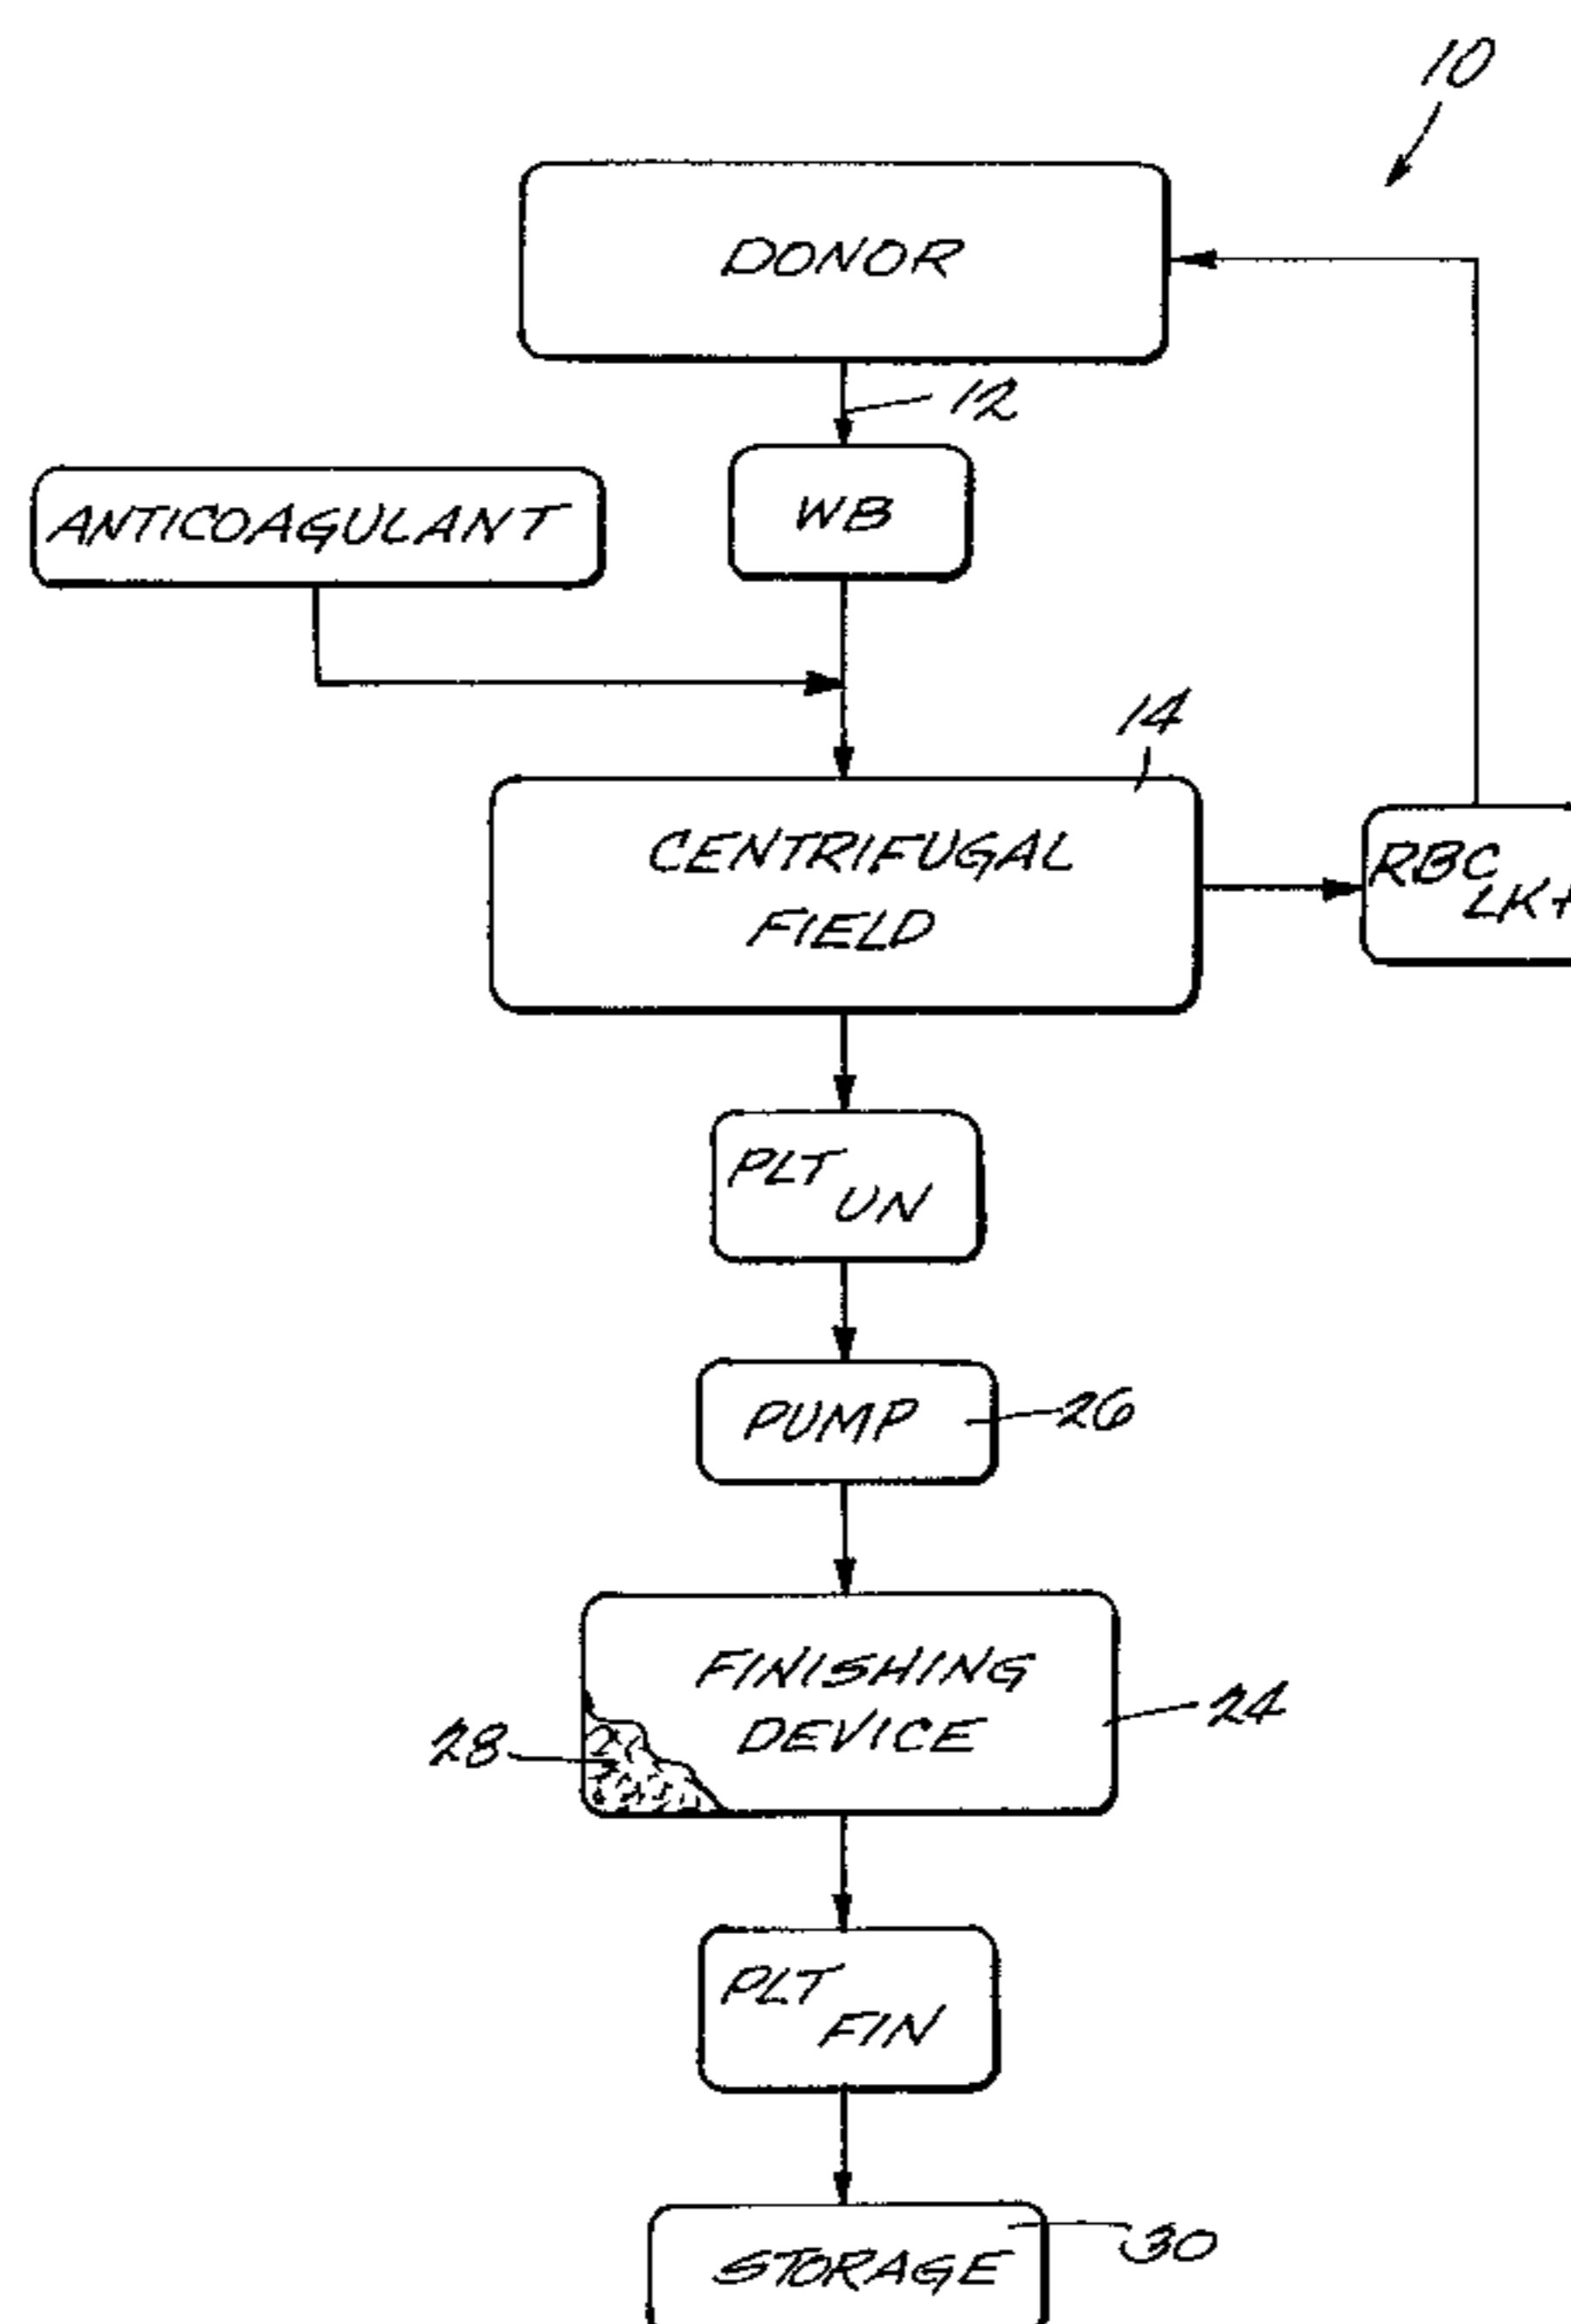 10
DONOR
12
ANTICOAGULANT
WB
14
CENTRIFUGAL
FIELD
RBC
LK+
PLT
UN
PUMP
26
FINISHING
DEVICE
24
28
PLT
FIN
30
STORAGE